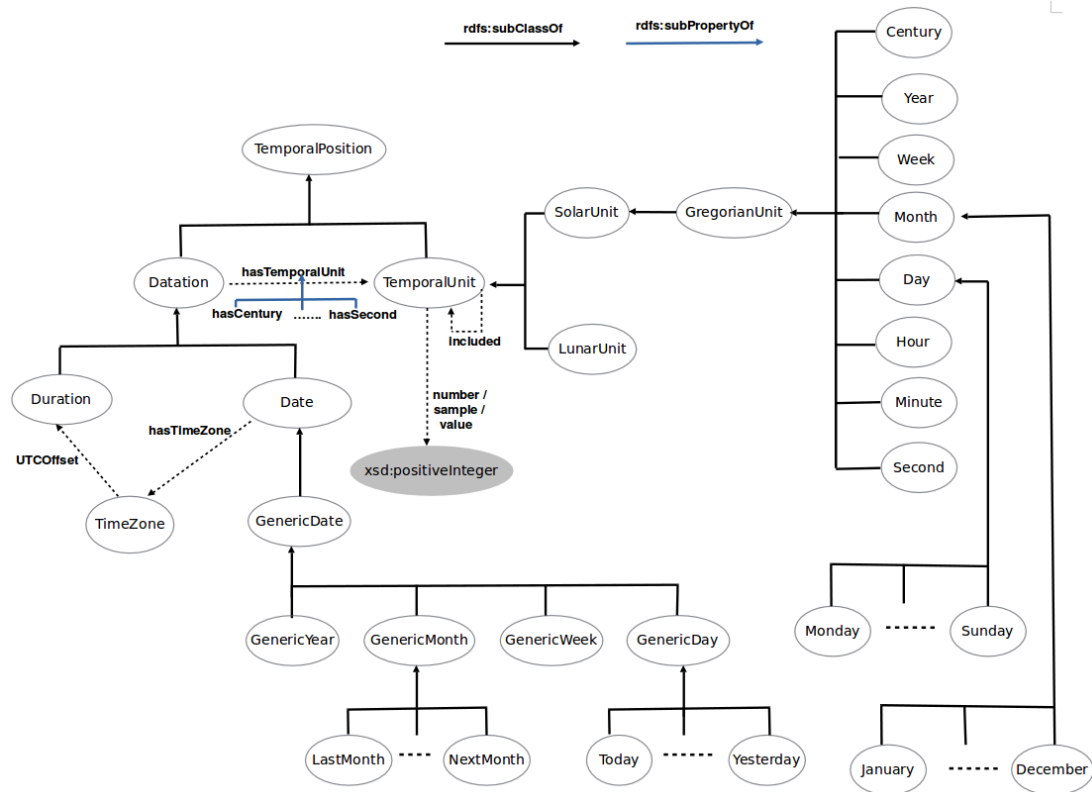 rdfs:subClassOf
rdfs:subPropertyOf
Century
Year
TemporalPosition
Week
SolarUnit
GregorianUnit
Month
Datation
hasTemporalUnit
TemporalUnit
Day
hasCentury
.......
hasSecond
included
LunarUnit
Hour
Duration
Date
number /
sample /
value
Minute
hasTimeZone
UTCOffset
xsd:positiveInteger
Second
TimeZone
GenericDate
GenericYear
GenericMonth
GenericWeek
GenericDay
Monday
Sunday
LastMonth
NextMonth
Today
Yesterday
January
December